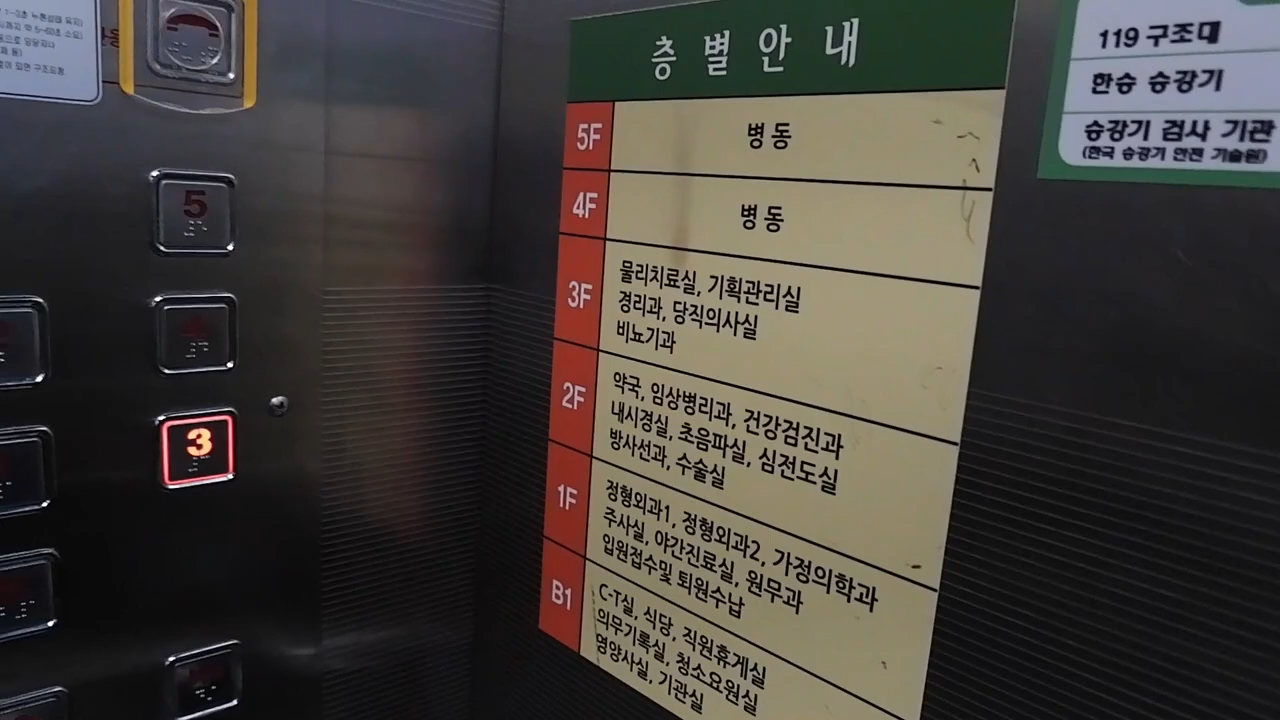 층별안내
5F 병동
4F 병동
3F 물리치료실, 기획관리실
경리과, 당직의사실
비뇨기과
2F 약국, 임상병리과, 건강검진과
내시경실, 초음파실, 심전도실
방사선과, 수술실
1F 정형외과1, 정형외과2, 가정의학과
주사실, 야간진료실, 원무과
입원접수및 퇴원수납
B1 C-T실, 식당, 직원휴게실
의무기록실, 청소요원실
영양사실, 기관실
119 구조대
한승 승강기
승강기 검사 기관
(한국 승강기 안전 기술원)
5
4
3